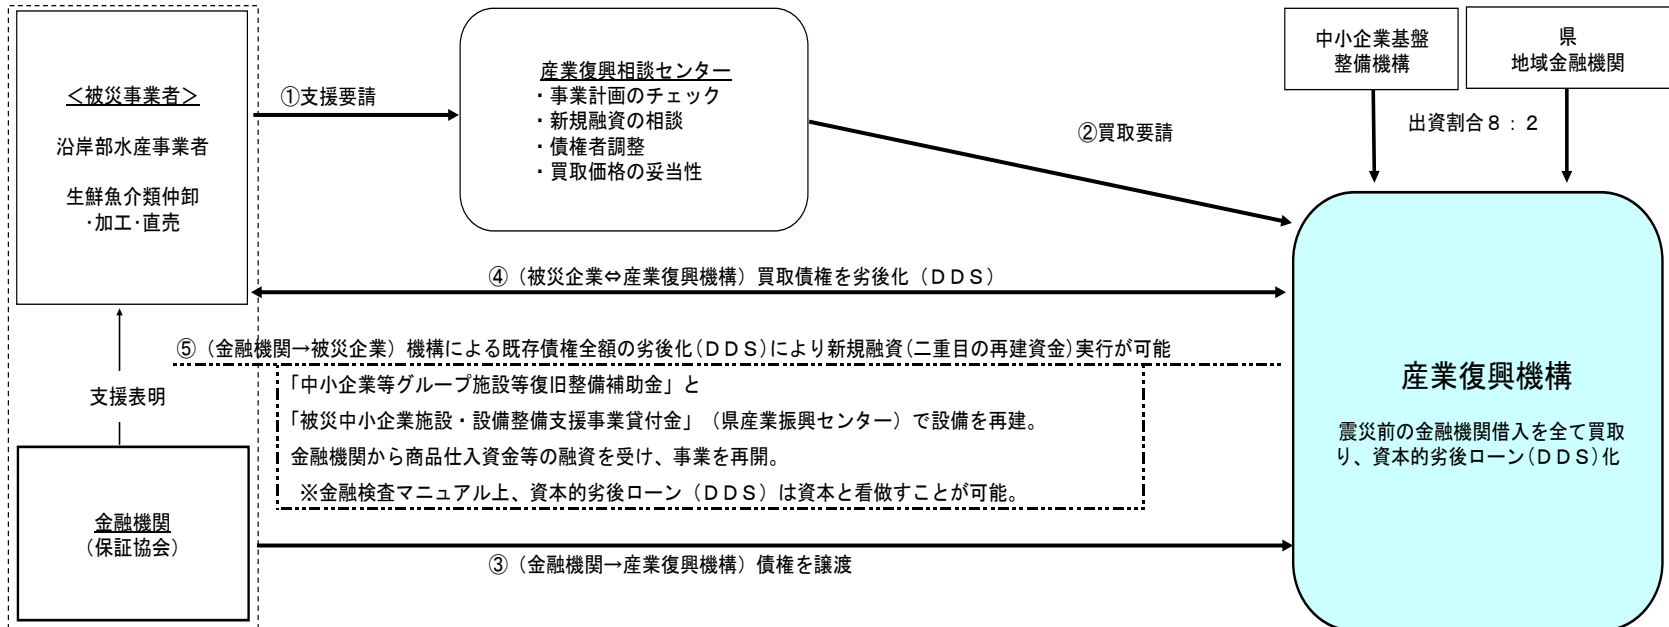 <被災事業者>
沿岸部水産事業者
生鮮魚介類仲卸
・加工・直売
①支援要請
産業復興相談センター
・事業計画のチェック
・新規融資の相談
・債権者調整
・買取価格の妥当性
②買取要請
中小企業基盤
整備機構
県
地域金融機関
出資割合8:2
④(被災企業⇔産業復興機構)買取債権を劣後化(DDS)
⑤(金融機関→被災企業)機構による既存債権全額の劣後化(DDS)により新規融資(二重目の再建資金)実行が可能
「中小企業等グループ施設等復旧整備補助金」と
「被災中小企業施設・設備整備支援事業貸付金」(県産業振興センター)で設備を再建。
金融機関から商品仕入資金等の融資を受け、事業を再開。
※金融検査マニュアル上、資本的劣後ローン(DDS)は資本と看做すことが可能。
支援表明
金融機関
(保証協会)
③(金融機関→産業復興機構)債権を譲渡
産業復興機構
震災前の金融機関借入を全て買取
り、資本的劣後ローン(DDS)化